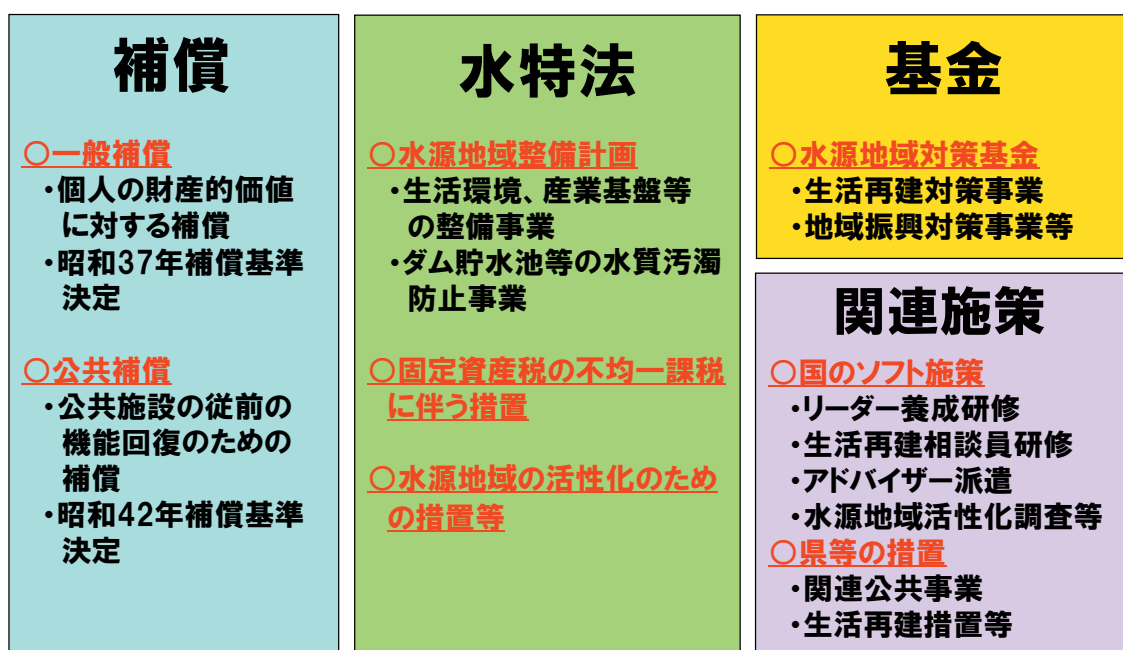 補償
○一般補償
・個人の財産的価値
に対する補償
・昭和37年補償基準
決定
○公共補償
・公共施設の従前の
機能回復のための
補償
・昭和42年補償基準
決定
水特法
○水源地域整備計画
・生活環境、産業基盤等
の整備事業
・ダム貯水池等の水質汚濁
防止事業
○固定資産税の不均一課税
に伴う措置
○水源地域の活性化のため
の措置等
基金
○水源地域対策基金
・生活再建対策事業
・地域振興対策事業等
関連施策
○国のソフト施策
・リーダー養成研修
・生活再建相談員研修
・アドバイザー派遣
・水源地域活性化調査等
○県等の措置
・関連公共事業
・生活再建措置等